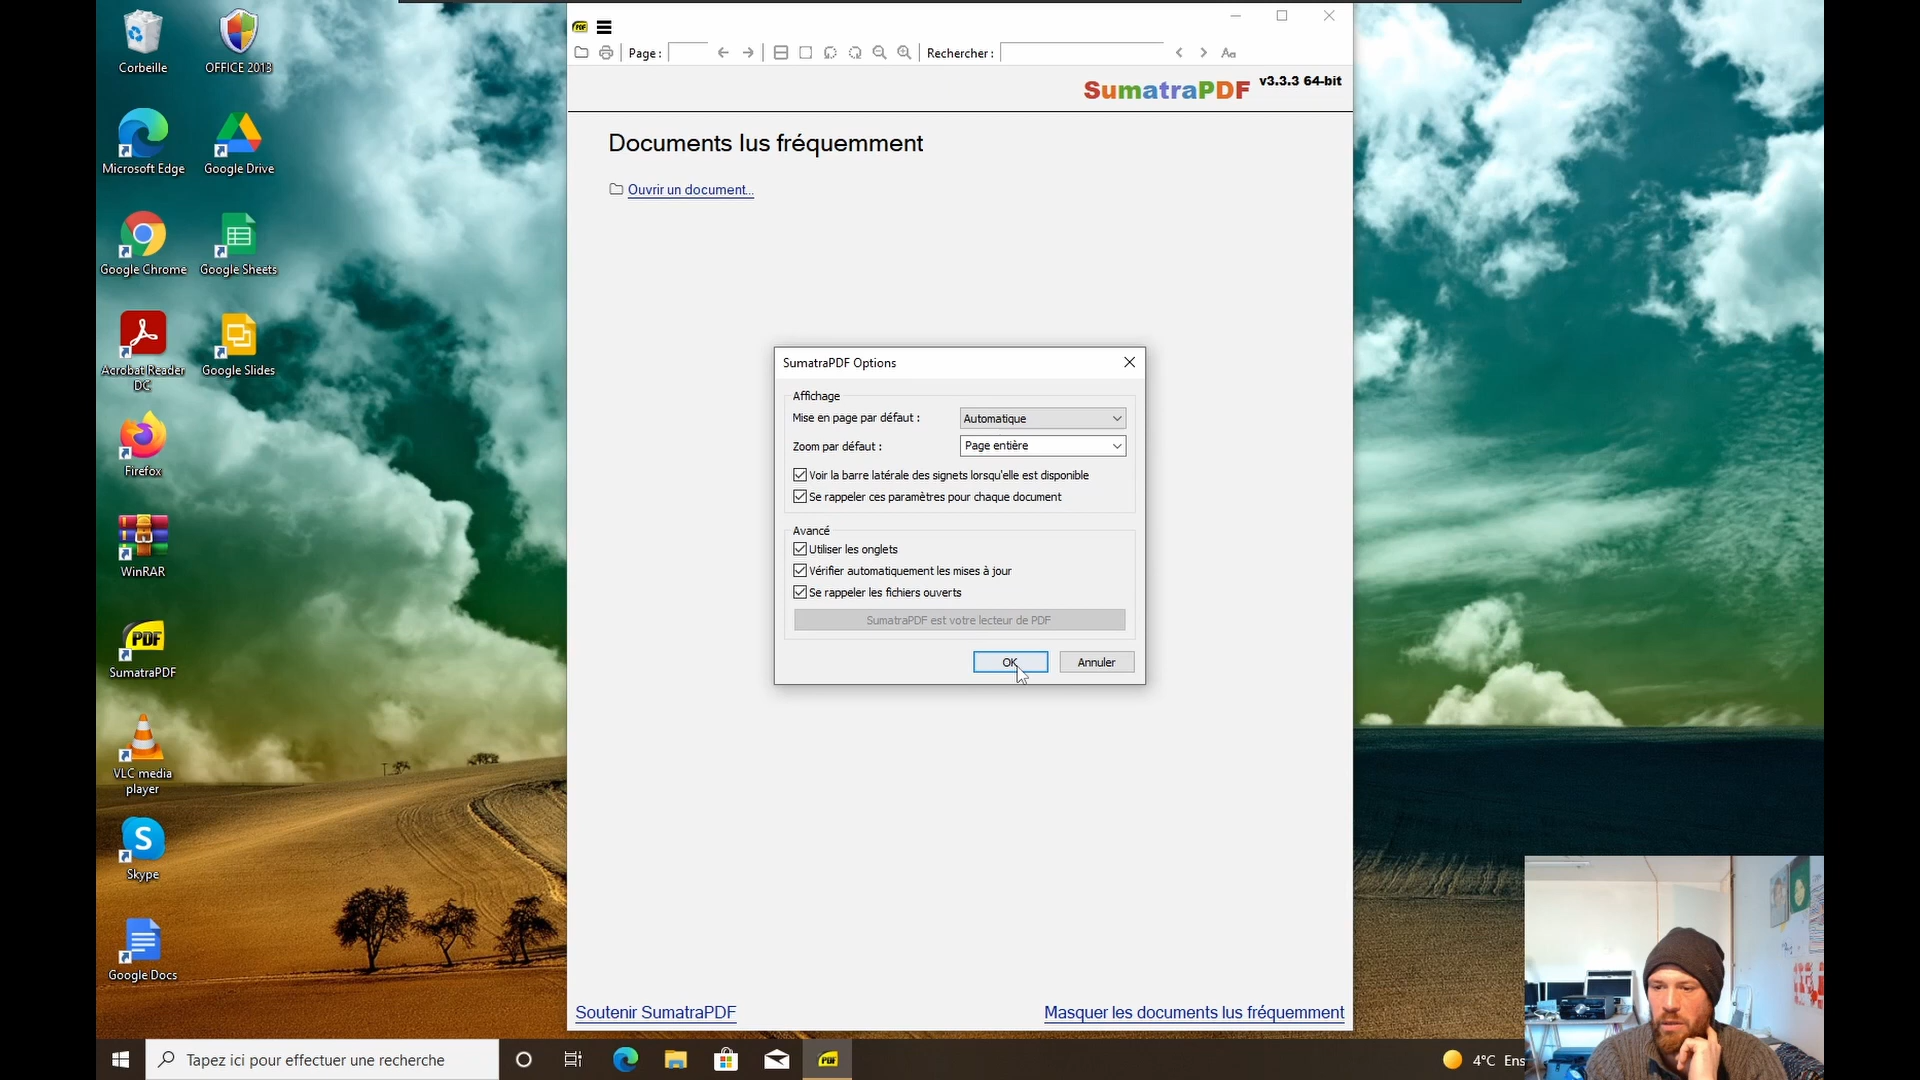 Corbeille
OFFICE 2013
Microsoft Edge
Google Drive
Google Chrome
Google Sheets
Acrobat Reader
DC
Google Slides
Firefox
WinRAR
PDF
SumatraPDF
VLC media
player
S
Skype
Google Docs
PDF
Page :
Rechercher :
Aa
SumatraPDF v3.3.3 64-bit
Documents lus fréquemment
Ouvrir un document...
SumatraPDF Options
Affichage
Mise en page par défaut : Automatique
Zoom par défaut : Page entière
Voir la barre latérale des signets lorsqu'elle est disponible
Se rappeler ces paramètres pour chaque document
Avancé
Utiliser les onglets
Vérifier automatiquement les mises à jour
Se rappeler les fichiers ouverts
SumatraPDF est votre lecteur de PDF
OK
Annuler
Soutenir SumatraPDF
Masquer les documents lus fréquemment
Tapez ici pour effectuer une recherche
PDF
4°C Ens